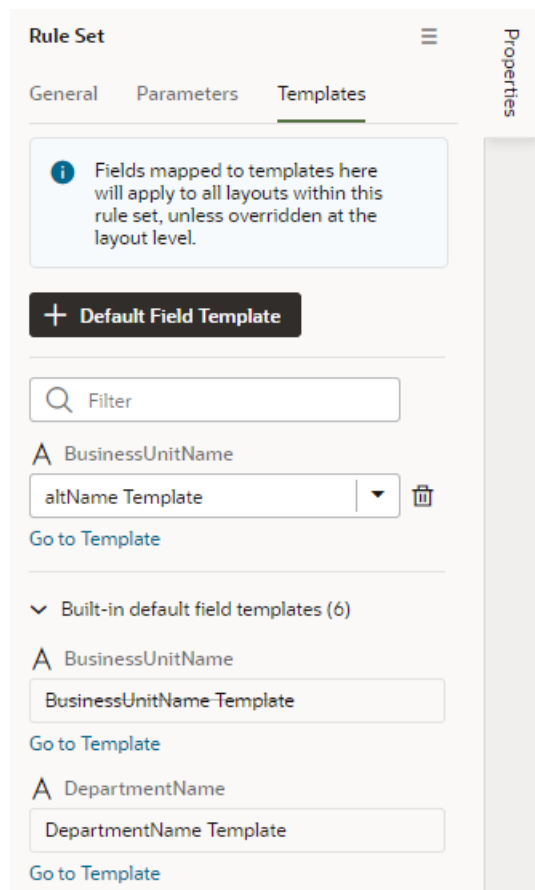 Rule Set
Properties
General Parameters Templates
Fields mapped to templates here
will apply to all layouts within this
rule set, unless overridden at the
layout level.
+ Default Field Template
Filter
A BusinessUnitName
altName Template
Go to Template
Built-in default field templates (6)
A BusinessUnitName
BusinessUnitName Template
Go to Template
A DepartmentName
DepartmentName Template
Go to Template